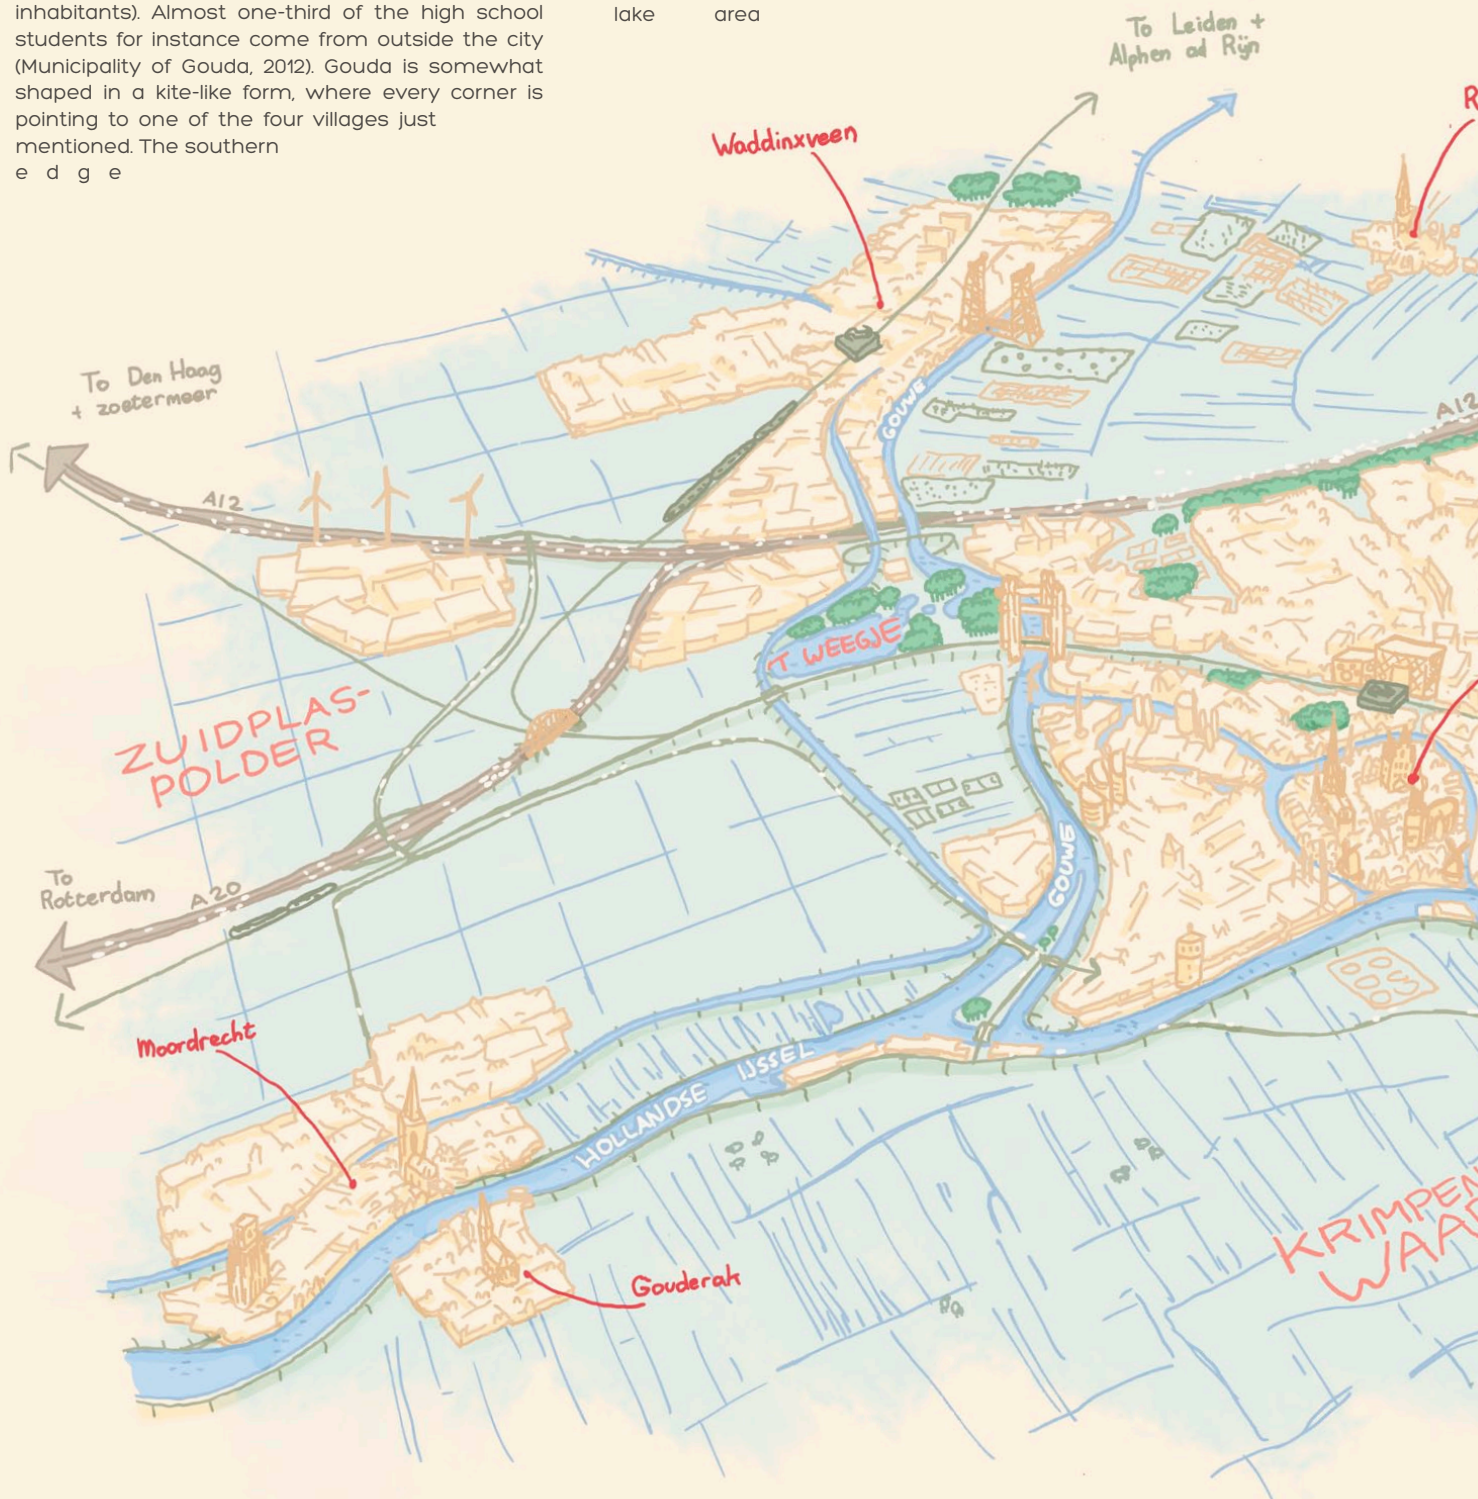 inhabitants). Almost one-third of the high school
students for instance come from outside the city
(Municipality of Gouda, 2012). Gouda is somewhat
shaped in a kite-like form, where every corner is
pointing to one of the four villages just
mentioned. The southern
e d g e
lake area
To Leiden +
Alphen ad Rijn
R
Waddinxveen
To Den Haag
+ zoetermeer
A12
GOUWE
A12
'T WEEGJE
ZUIDPLAS-
POLDER
To
Rotterdam
A20
GOUWE
Moordrecht
HOLLANDSE IJSSEL
Gouderak
KRIMPEN
WAAR